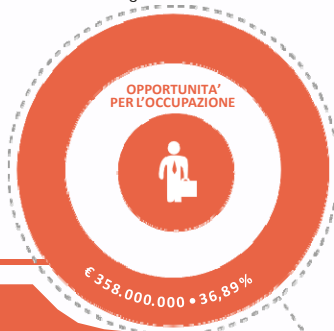 OPPORTUNITA’
PER L’OCCUPAZIONE
€ 358.000.000 • 36,89%